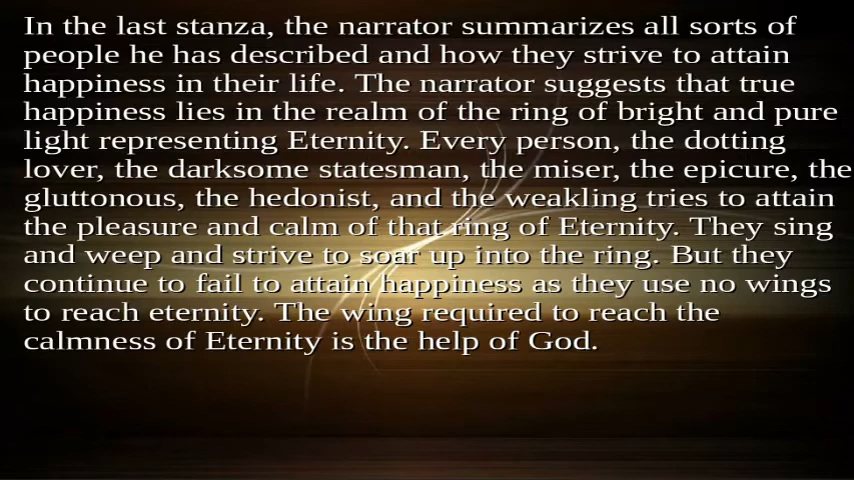 In the last stanza, the narrator summarizes all sorts of
people he has described and how they strive to attain
happiness in their life. The narrator suggests that true
happiness lies in the realm of the ring of bright and pure
light representing Eternity. Every person, the dotting
lover, the darksome statesman, the miser, the epicure, the
gluttonous, the hedonist, and the weakling tries to attain
the pleasure and calm of that ring of Eternity. They sing
and weep and strive to soar up into the ring. But they
continue to fail to attain happiness as they use no wings
to reach eternity. The wing required to reach the
calmness of Eternity is the help of God.